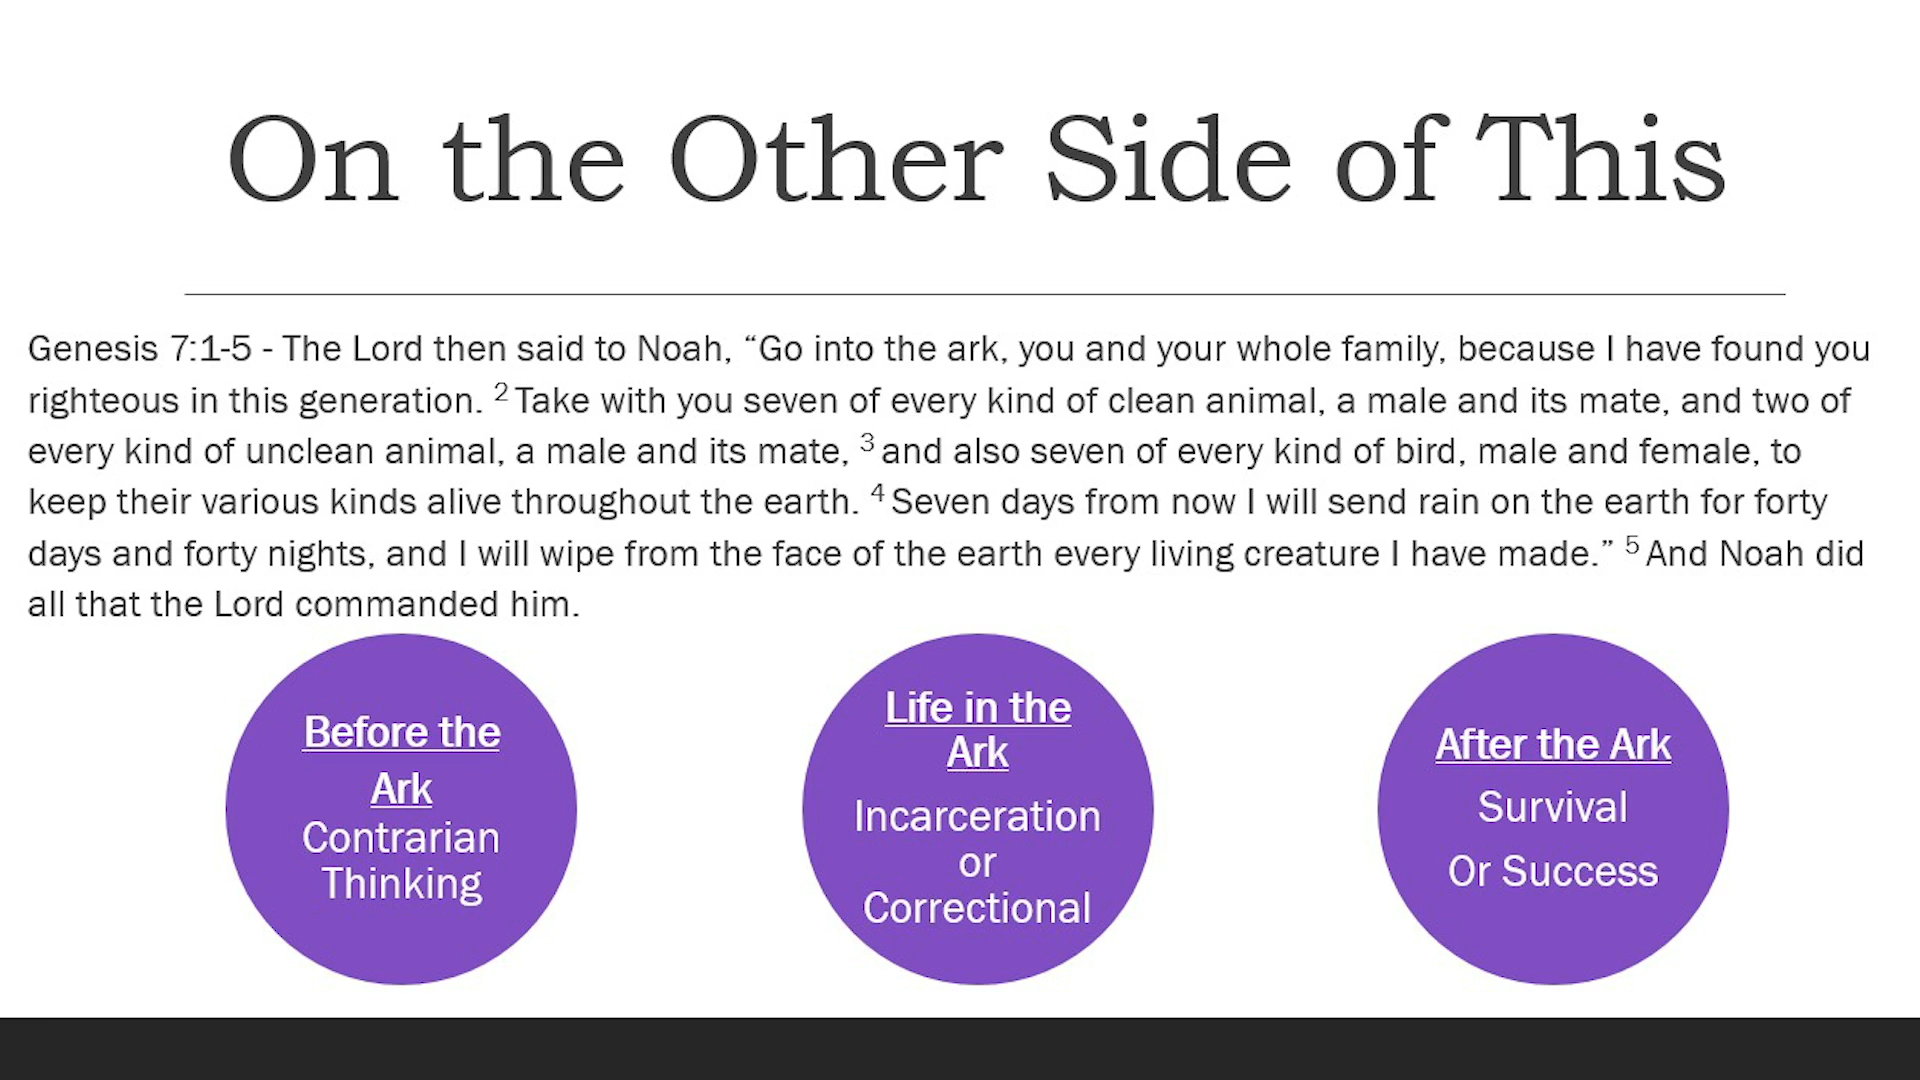 On the Other Side of This
Genesis 7:1-5 - The Lord then said to Noah, “Go into the ark, you and your whole family, because I have found you
righteous in this generation. ² Take with you seven of every kind of clean animal, a male and its mate, and two of
every kind of unclean animal, a male and its mate, ³ and also seven of every kind of bird, male and female, to
keep their various kinds alive throughout the earth. ⁴ Seven days from now I will send rain on the earth for forty
days and forty nights, and I will wipe from the face of the earth every living creature I have made.” ⁵ And Noah did
all that the Lord commanded him.
Before the
Ark
Contrarian
Thinking
Life in the
Ark
Incarceration
or
Correctional
After the Ark
Survival
Or Success